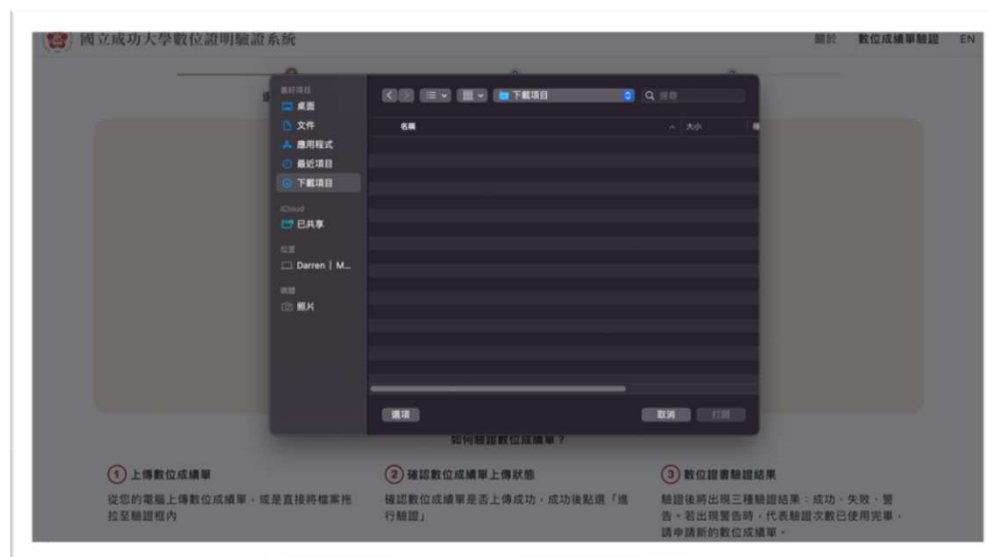 國立成功大學數位證明驗證系統
關於 數位成績單驗證 EN
喜好項目
桌面
文件
應用程式
最近項目
下載項目
iCloud
已共享
位置
Darren | M...
媒體
照片
下載項目
搜尋
名稱
大小
選項
取消
打開
如何驗證數位成績單？
1 上傳數位成績單
從您的電腦上傳數位成績單，或是直接將檔案拖
拉至驗證框內
2 確認數位成績單上傳狀態
確認數位成績單是否上傳成功，成功後點選「進
行驗證」
3 數位證書驗證結果
驗證後將出現三種驗證結果：成功、失敗、警
告。若出現警告時，代表驗證次數已使用完畢，
請申請新的數位成績單。